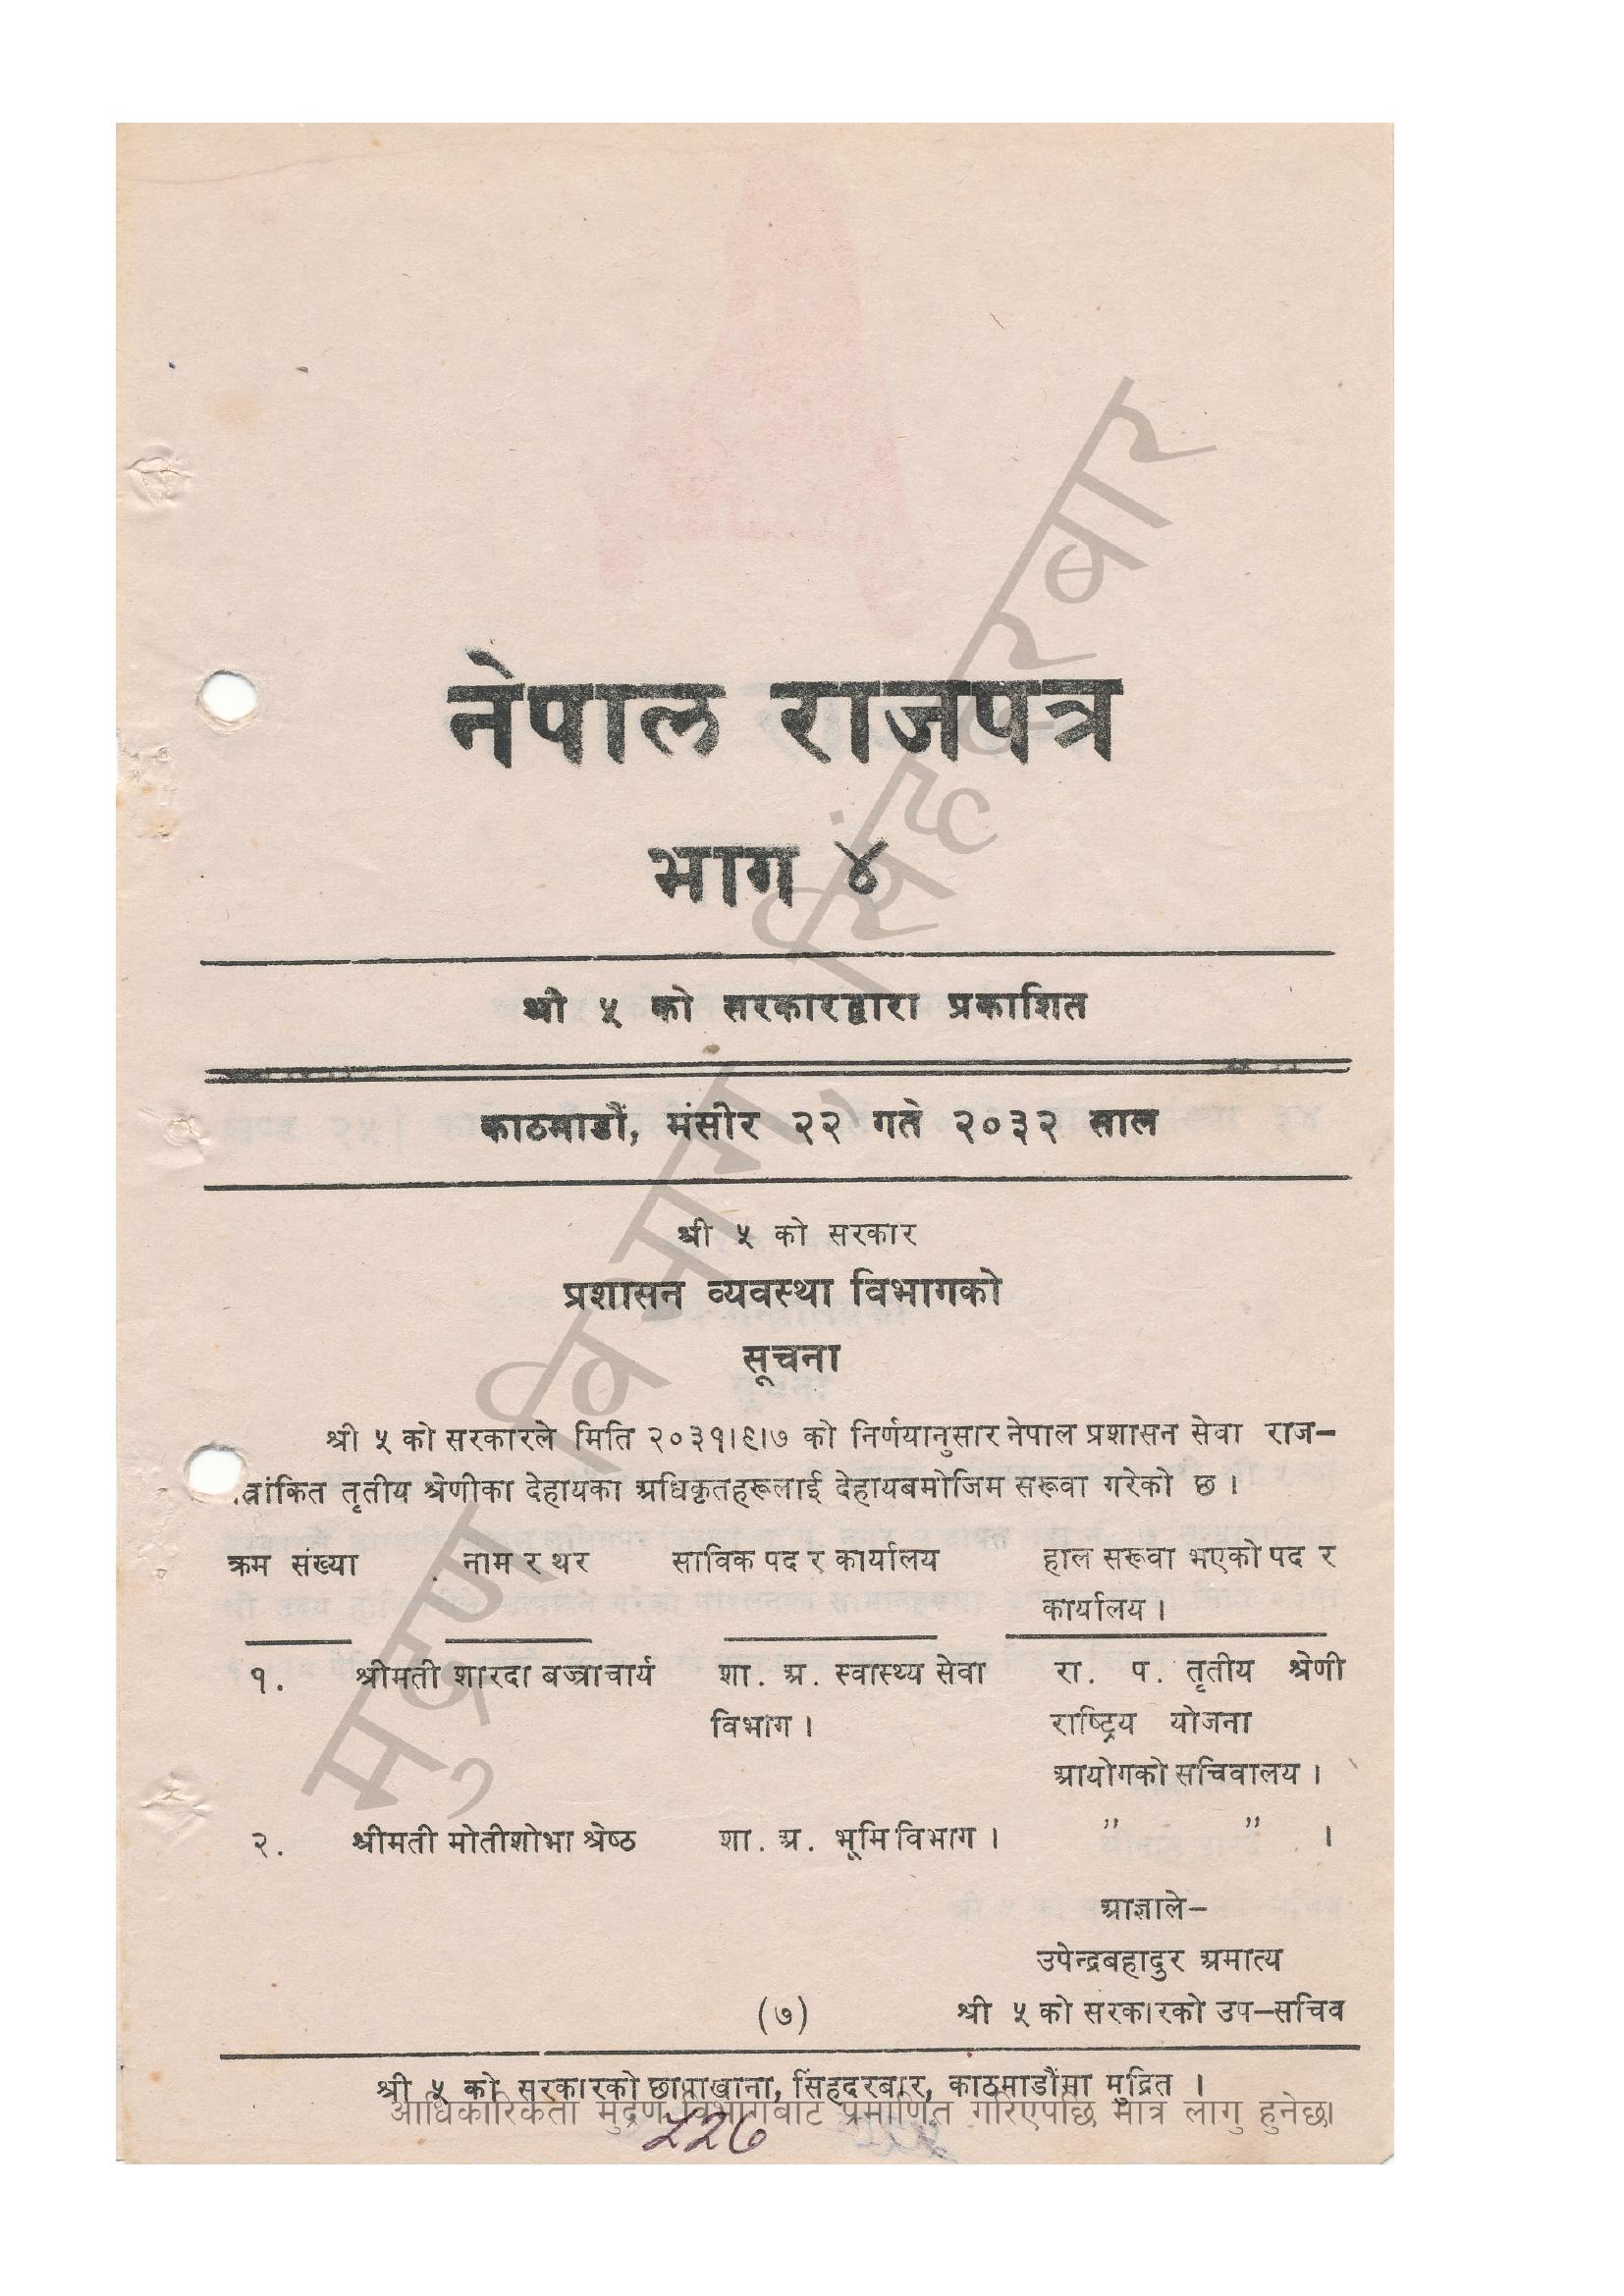 नेपाल राजपत्र
भाग ४
श्री ५ को सरकारद्वारा प्रकाशित
काठमाडौं, मंसीर २२ गते २०३२ साल
श्री ५ को सरकार
प्रशासन व्यवस्था विभागको
सूचना
श्री ५ को सरकारले मिति २०३१।९।७ को निर्णयानुसार नेपाल प्रशासन सेवा राज–
त्रांकित तृतीय श्रेणीका देहायका अधिकृतहरूलाई देहायबमोजिम सरूवा गरेको छ ।
क्रम संख्या नाम र थर साविक पद र कार्यालय हाल सरूवा भएको पद र
कार्यालय ।
१. श्रीमती शारदा बज्राचार्य शा. अ. स्वास्थ्य सेवा रा. प. तृतीय श्रेणी
विभाग । राष्ट्रिय योजना
आयोगको सचिवालय ।
२. श्रीमती मोतीशोभा श्रेष्ठ शा. अ. भूमि विभाग । " " ।
आज्ञाले–
उपेन्द्रबहादुर अमात्य
(७) श्री ५ को सरकारको उप–सचिव
श्री ५ को सरकारको छापाखाना, सिंहदरबार, काठमाडौंमा मुद्रित ।
आधिकारिकता मुद्रण विभागबाट प्रमाणित गरिएपछि मात्र लागु हुनेछ।
मुद्रण विभाग, सिंहदरबार